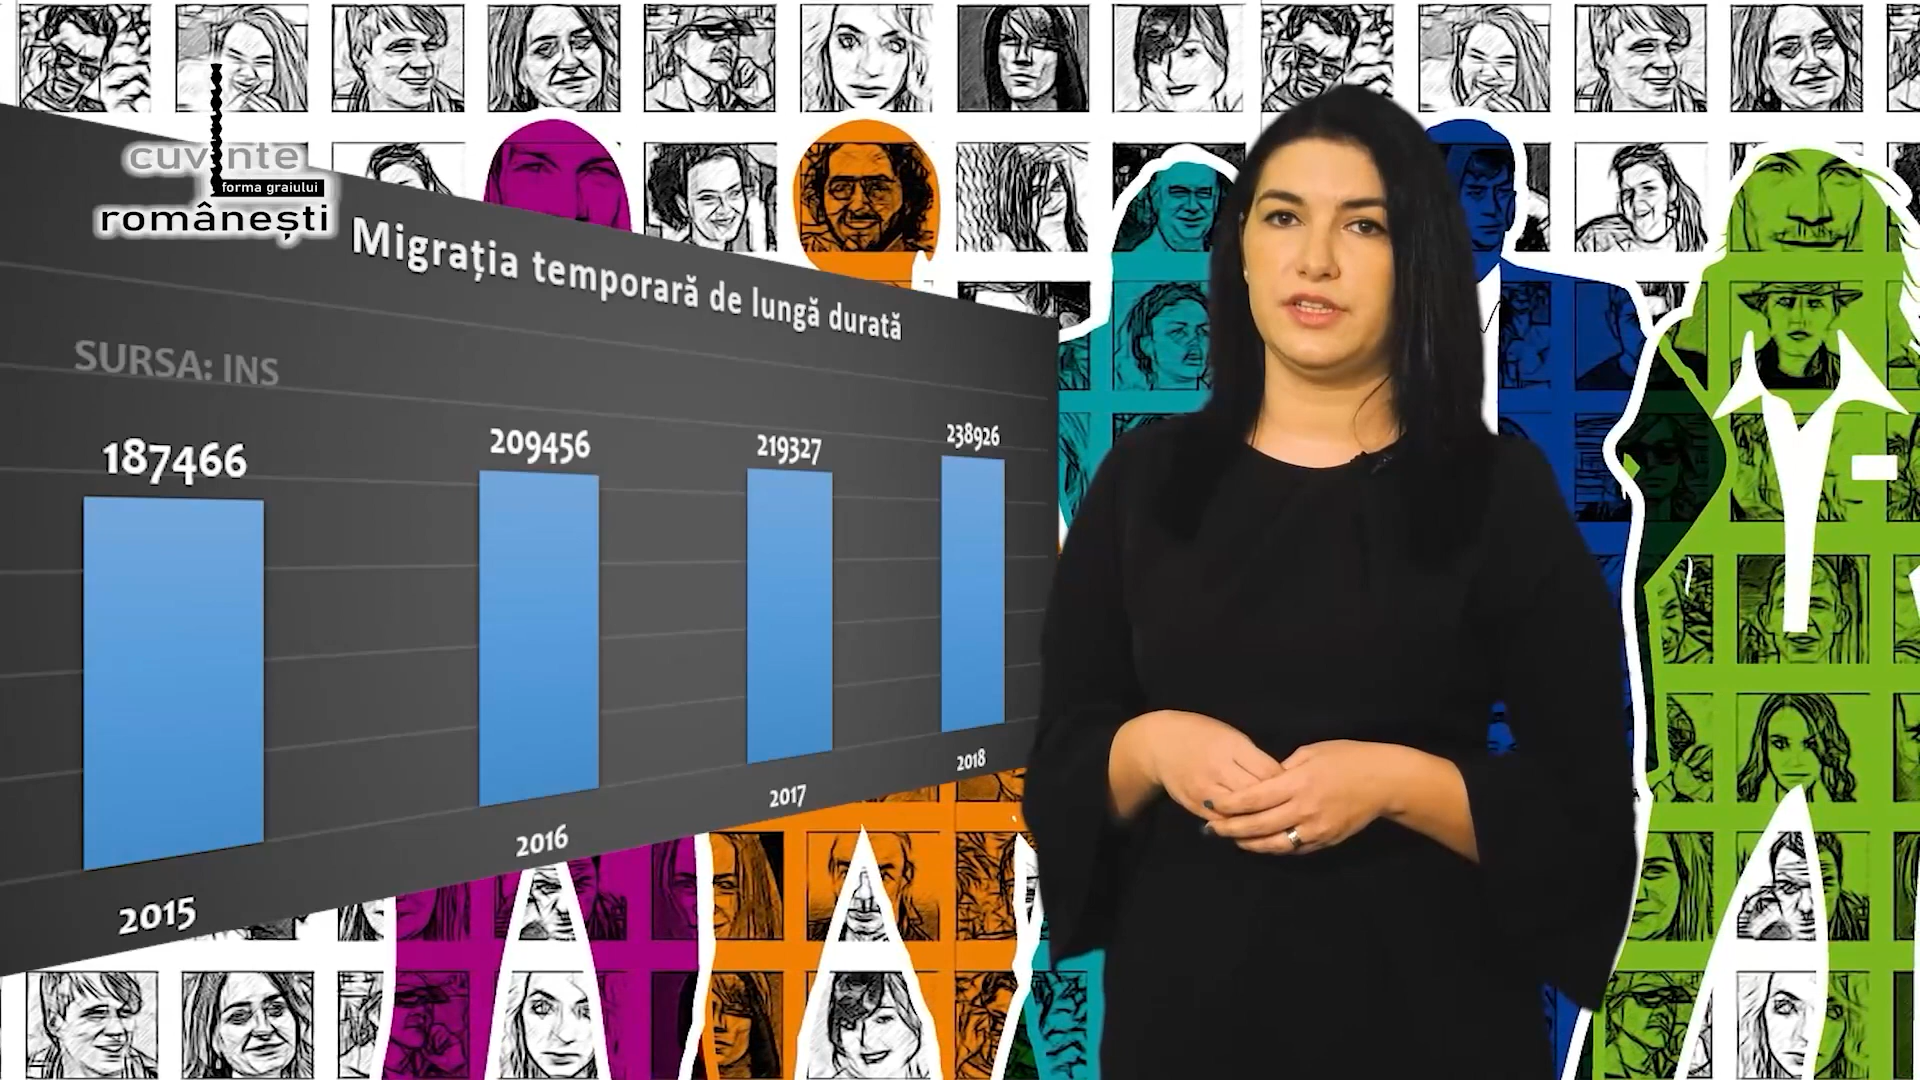 cuvinte
forma graiului
românești
Migrația temporară de lungă durată
SURSA: INS
187466
209456
219327
238926
2015
2016
2017
2018